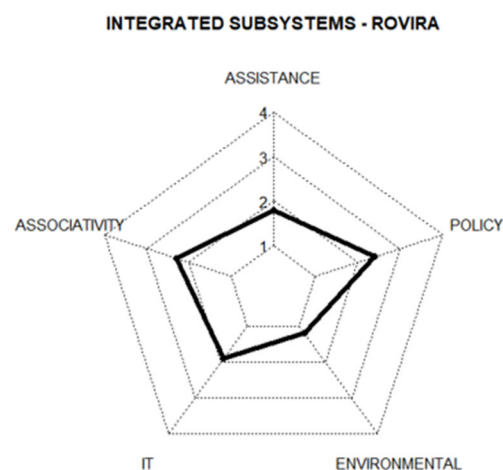 INTEGRATED SUBSYSTEMS - ROVIRA
ASSISTANCE
4
3
2
1
ASSOCIATIVITY
POLICY
IT
ENVIRONMENTAL